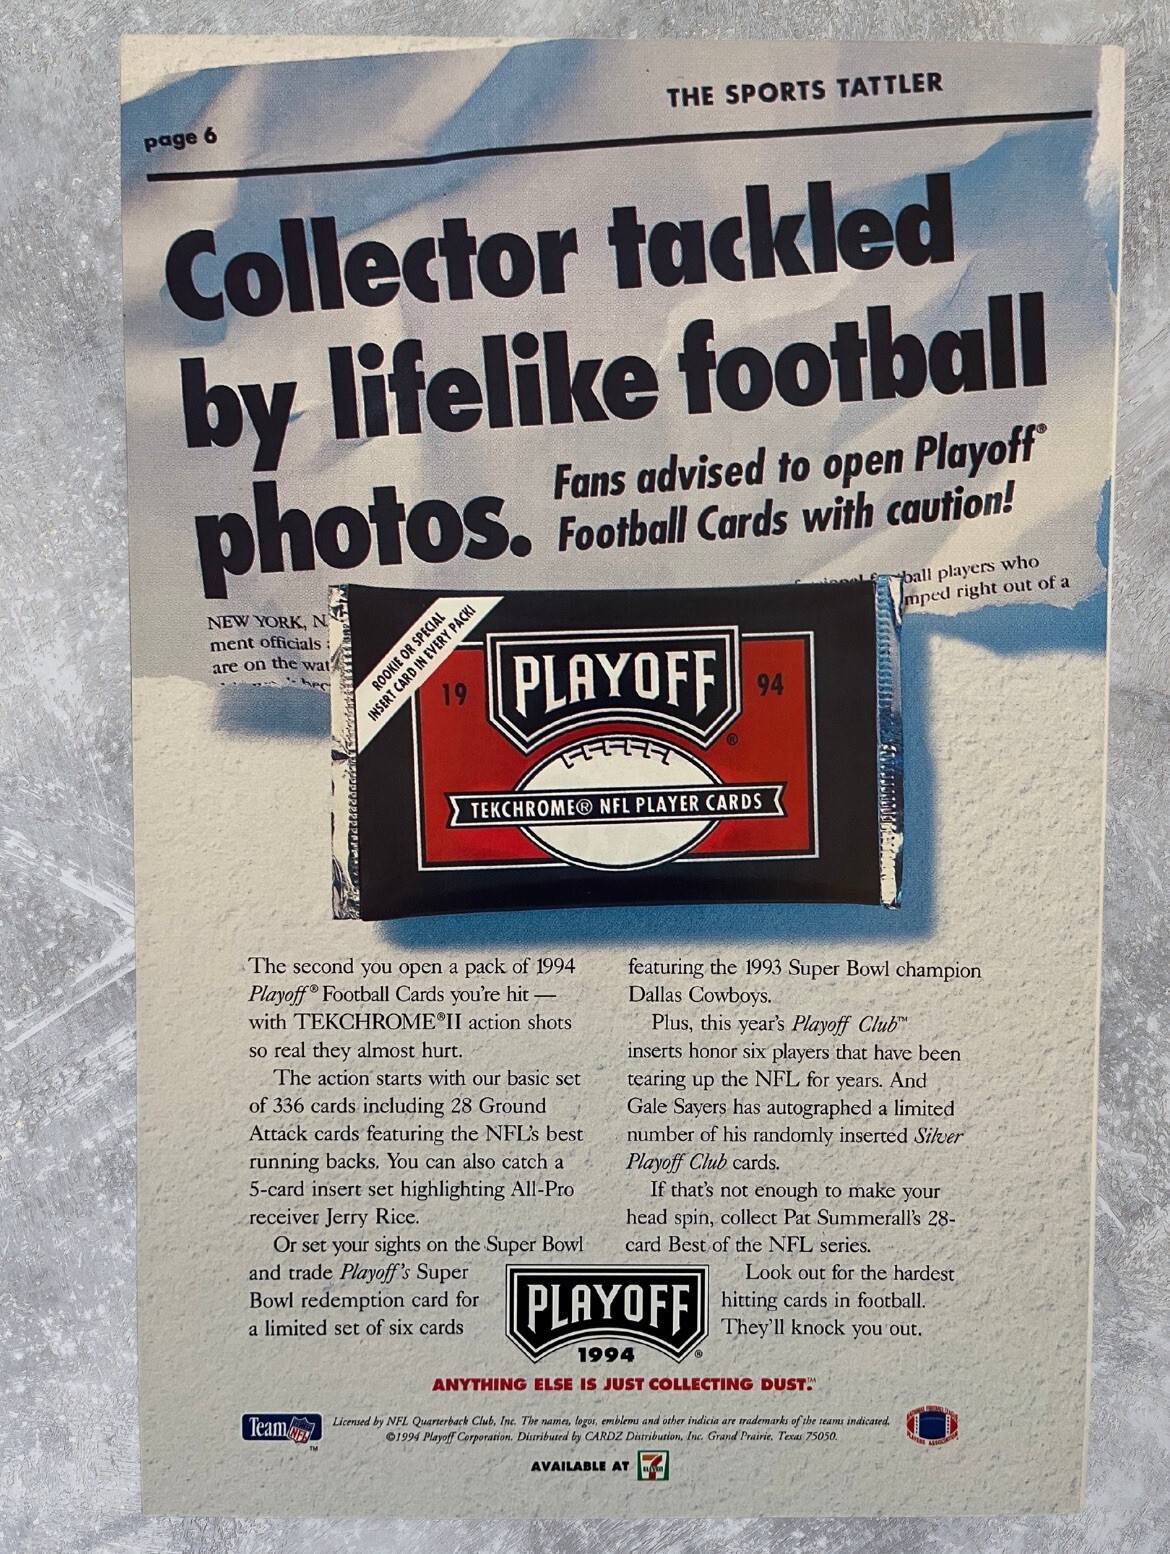 THE SPORTS TATTLER
page 6
Collector tackled
by lifelike football
photos.
Fans advised to open Playoff®
Football Cards with caution!
ball players who
mped right out of a
NEW YORK, N.
ment officials
are on the wat
ROOKIE OR SPECIAL
INSERT CARD IN EVERY PACK!
19 PLAYOFF 94
®
TEKCHROME® NFL PLAYER CARDS
The second you open a pack of 1994
Playoff® Football Cards you're hit —
with TEKCHROME®II action shots
so real they almost hurt.
The action starts with our basic set
of 336 cards including 28 Ground
Attack cards featuring the NFL's best
running backs. You can also catch a
5-card insert set highlighting All-Pro
receiver Jerry Rice.
Or set your sights on the Super Bowl
and trade Playoff's Super
Bowl redemption card for
a limited set of six cards
featuring the 1993 Super Bowl champion
Dallas Cowboys.
Plus, this year's Playoff Club™
inserts honor six players that have been
tearing up the NFL for years. And
Gale Sayers has autographed a limited
number of his randomly inserted Silver
Playoff Club cards.
If that's not enough to make your
head spin, collect Pat Summerall's 28-
card Best of the NFL series.
Look out for the hardest
hitting cards in football.
They'll knock you out.
PLAYOFF
1994 ®
ANYTHING ELSE IS JUST COLLECTING DUST.™
Team NFL ™
Licensed by NFL Quarterback Club, Inc. The names, logos, emblems and other indicia are trademarks of the teams indicated.
©1994 Playoff Corporation. Distributed by CARDZ Distribution, Inc. Grand Prairie, Texas 75050.
AVAILABLE AT 7 ELEVEN